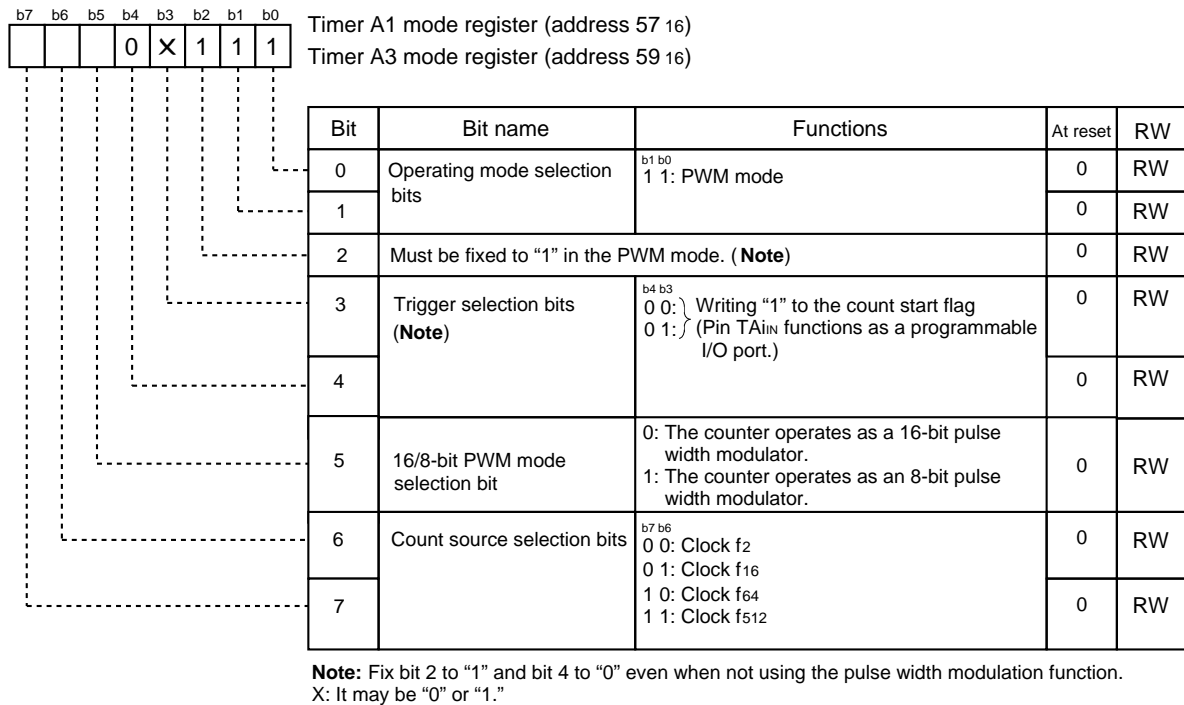 b7 b6 b5 b4 b3 b2 b1 b0
0 X 1 1 1
Timer A1 mode register (address 57 16)
Timer A3 mode register (address 59 16)
Bit Bit name Functions At reset RW
0 Operating mode selection bits b1 b0
1 1: PWM mode 0 RW
1 0 RW
2 Must be fixed to “1” in the PWM mode. (Note) 0 RW
3 Trigger selection bits
(Note)
b4 b3
0 0: Writing “1” to the count start flag
0 1: (Pin TAiIN functions as a programmable
I/O port.)
0 RW
4 0 RW
5 16/8-bit PWM mode
selection bit
0: The counter operates as a 16-bit pulse
width modulator.
1: The counter operates as an 8-bit pulse
width modulator.
0 RW
6 Count source selection bits
b7 b6
0 0: Clock f2
0 1: Clock f16
1 0: Clock f64
1 1: Clock f512
0 RW
7 0 RW
Note: Fix bit 2 to “1” and bit 4 to “0” even when not using the pulse width modulation function.
X: It may be “0” or “1.”